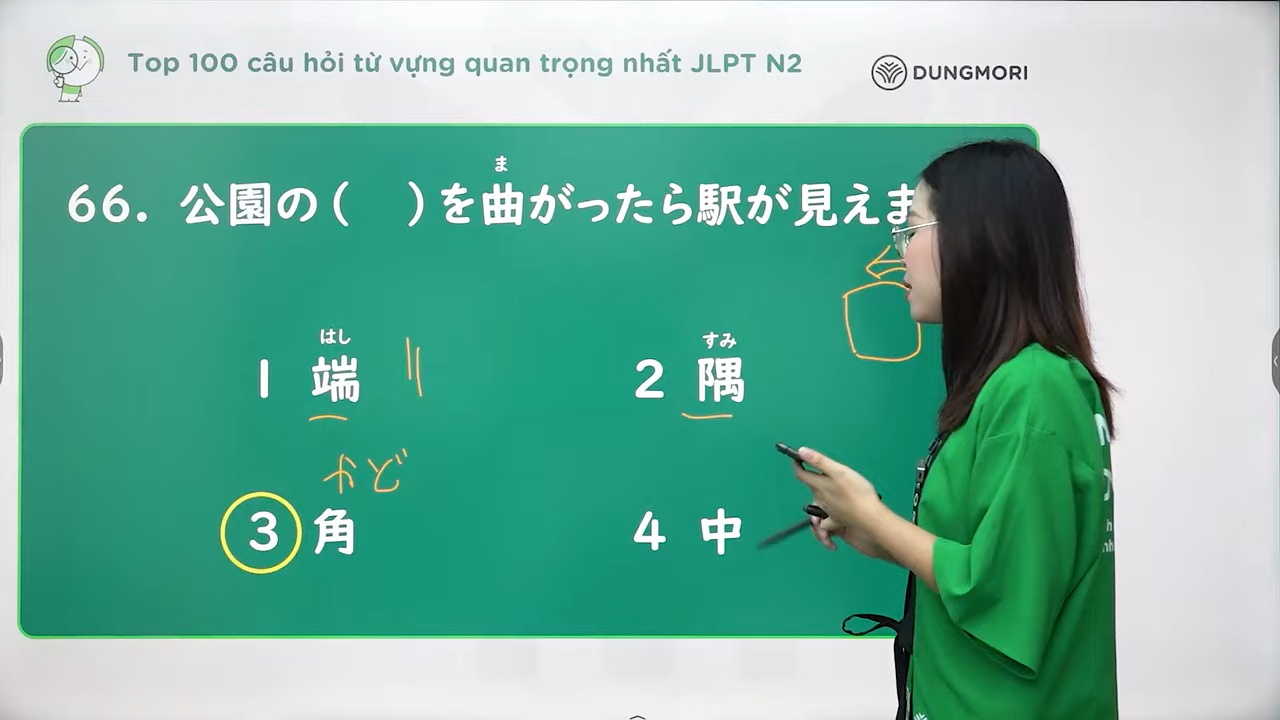 Top 100 câu hỏi từ vựng quan trọng nhất JLPT N2
DUNGMORI
ま
66. 公園の( )を曲がったら駅が見えま
はし
1 端
すみ
2 隅
かど
3 角
4 中